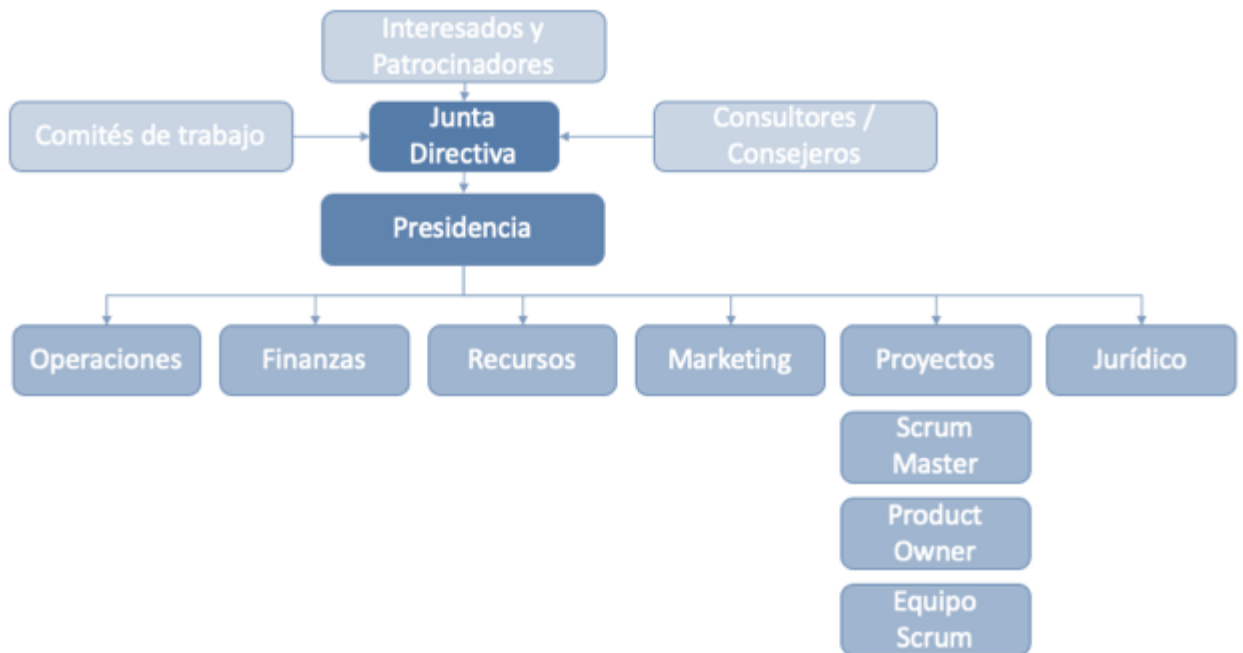 Interesados y
Patrocinadores
Comités de trabajo
Junta
Directiva
Consultores /
Consejeros
Presidencia
Operaciones
Finanzas
Recursos
Marketing
Proyectos
Jurídico
Scrum
Master
Product
Owner
Equipo
Scrum